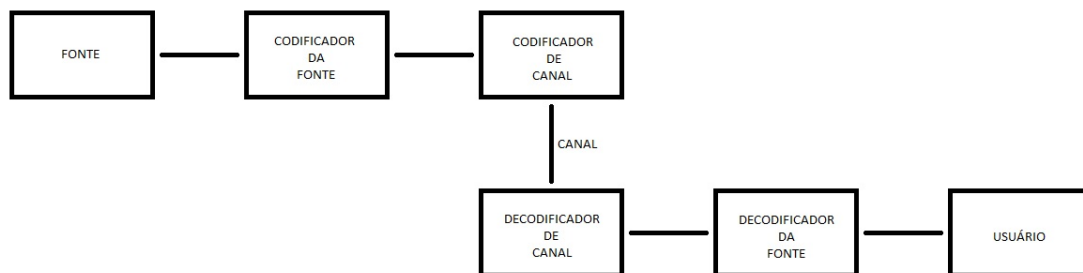 FONTE
CODIFICADOR
DA
FONTE
CODIFICADOR
DE
CANAL
CANAL
DECODIFICADOR
DE
CANAL
DECODIFICADOR
DA
FONTE
USUÁRIO